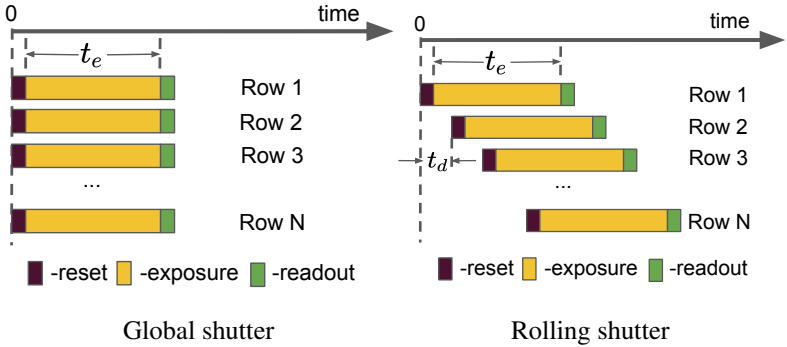 0 time
t_e
Row 1
Row 2
Row 3
...
Row N
-reset -exposure -readout
Global shutter
0 time
t_e
Row 1
Row 2
t_d Row 3
...
Row N
-reset -exposure -readout
Rolling shutter